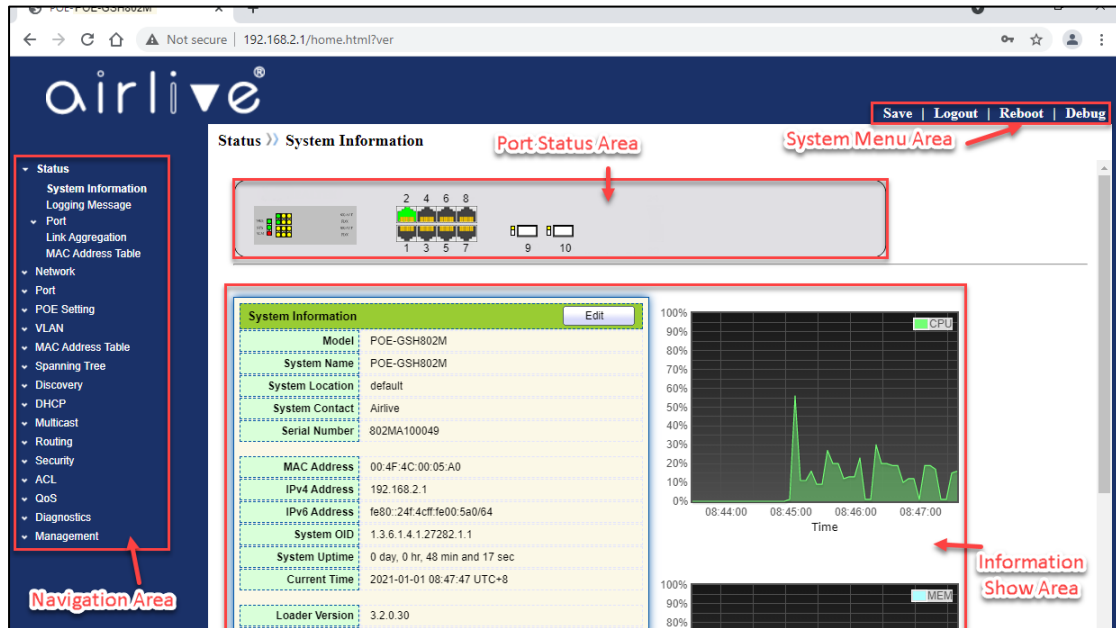 POE-POE-GSH802M
Not secure | 192.168.2.1/home.html?ver
airlive®
Save | Logout | Reboot | Debug
System Menu Area
Status 》 System Information
Port Status Area
Status
System Information
Logging Message
Port
Link Aggregation
MAC Address Table
Network
Port
POE Setting
VLAN
MAC Address Table
Spanning Tree
Discovery
DHCP
Multicast
Routing
Security
ACL
QoS
Diagnostics
Management
Navigation Area
2 4 6 8
1 3 5 7 9 10
System Information Edit
Model POE-GSH802M
System Name POE-GSH802M
System Location default
System Contact Airlive
Serial Number 802MA100049
MAC Address 00:4F:4C:00:05:A0
IPv4 Address 192.168.2.1
IPv6 Address fe80::24f:4cff:fe00:5a0/64
System OID 1.3.6.1.4.1.27282.1.1
System Uptime 0 day, 0 hr, 48 min and 17 sec
Current Time 2021-01-01 08:47:47 UTC+8
Loader Version 3.2.0.30
CPU
100%
90%
80%
70%
60%
50%
40%
30%
20%
10%
0%
08:44:00 08:45:00 08:46:00 08:47:00
Time
Information
Show Area
MEM
100%
90%
80%